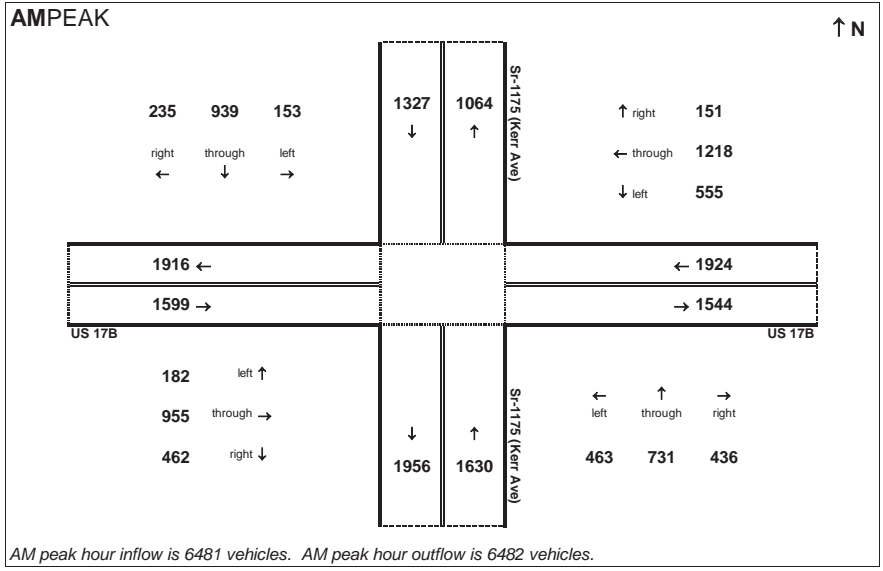 AMPEAK
↑ N
Sr-1175 (Kerr Ave)
1327 1064
↓ ↑
235 939 153
right through left
← ↓ →
↑ right 151
← through 1218
↓ left 555
1916 ←
1599 →
← 1924
→ 1544
US 17B
US 17B
182 left ↑
955 through →
462 right ↓
Sr-1175 (Kerr Ave)
↓ ↑
1956 1630
← ↑ →
left through right
463 731 436
AM peak hour inflow is 6481 vehicles. AM peak hour outflow is 6482 vehicles.